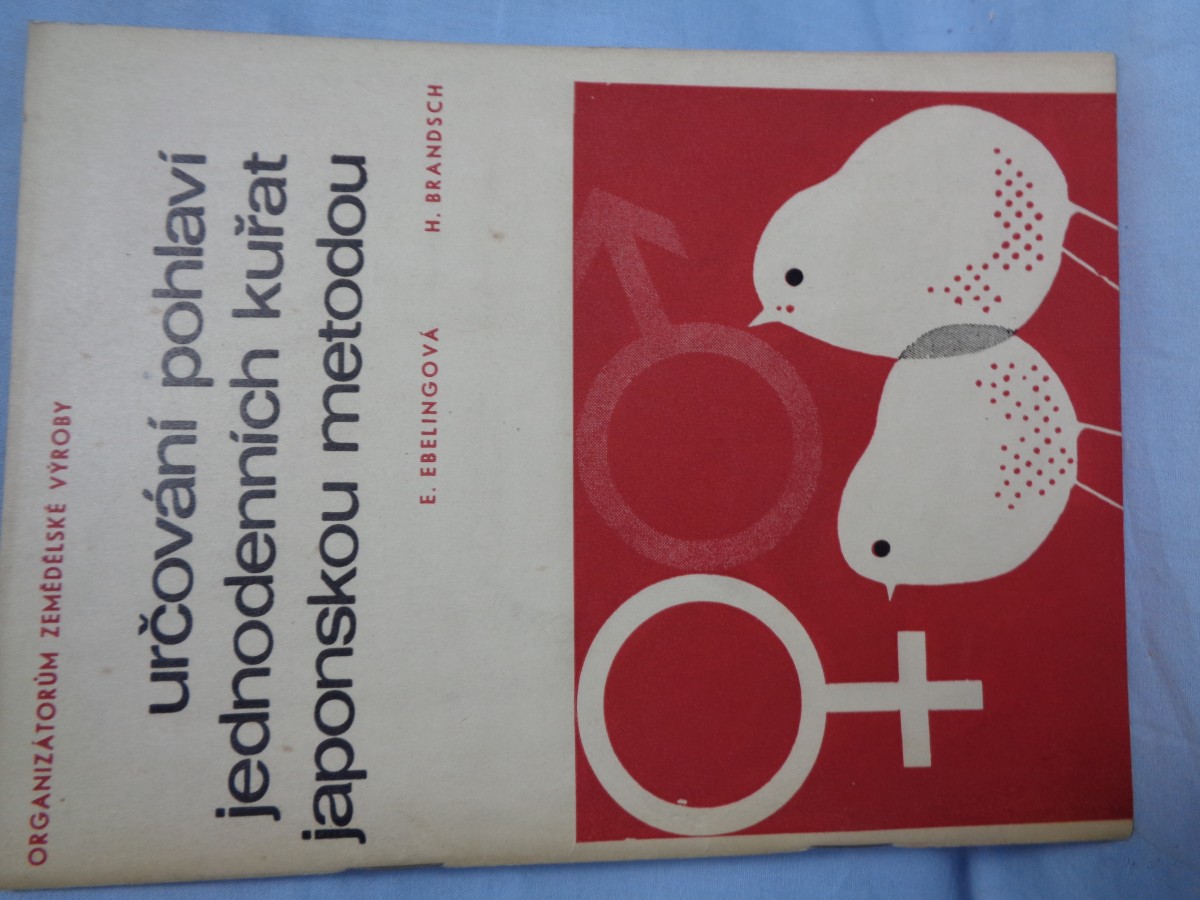 ORGANIZÁTORŮM ZEMĚDĚLSKÉ VÝROBY
určování pohlaví
jednodenních kuřat
japonskou metodou
E. EBELINGOVÁ H. BRANDSCH